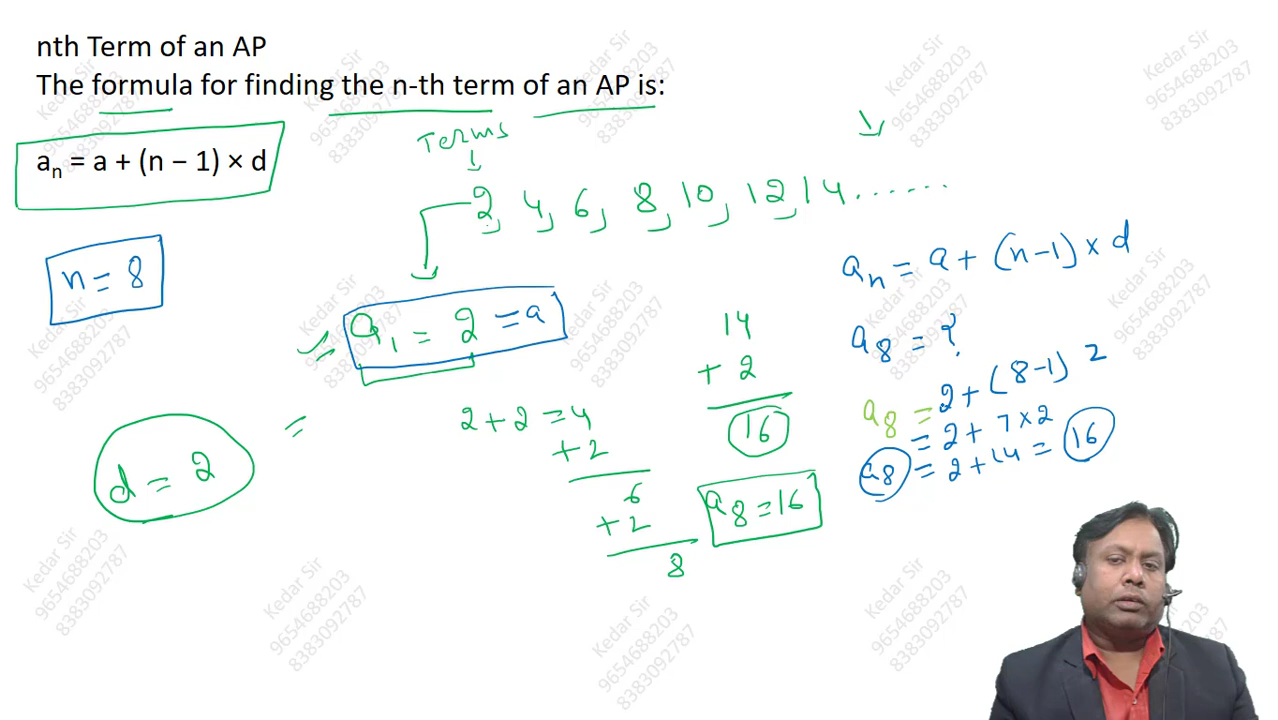 nth Term of an AP
The formula for finding the n-th term of an AP is:
Terms
aₙ = a + (n − 1) × d
2, 4, 6, 8, 10, 12, 14 ......
n = 8
aₙ = a + (n-1) × d
a₁ = 2 = a
14
+ 2
16
a₈ = ?
a₈ = 2 + (8-1) 2
= 2 + 7 × 2
a₈ = 2 + 14 = 16
=
2 + 2 = 4
+ 2
6
+ 2
8
d = 2
a₈ = 16
Kedar Sir
9654688203
8383092787